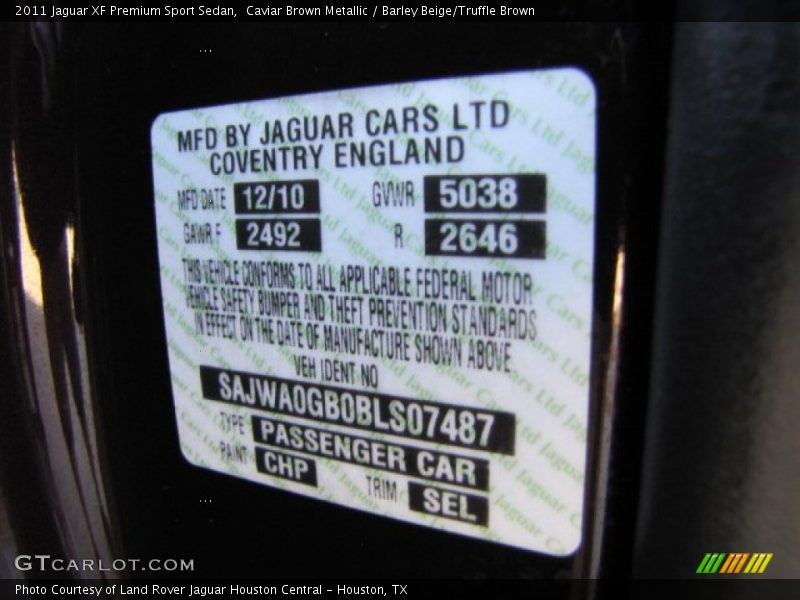 2011 Jaguar XF Premium Sport Sedan,  Caviar Brown Metallic / Barley Beige/Truffle Brown
MFD BY JAGUAR CARS LTD
COVENTRY ENGLAND
MFD DATE 12/10 GVWR 5038
GAWR F 2492 R 2646
THIS VEHICLE CONFORMS TO ALL APPLICABLE FEDERAL MOTOR
VEHICLE SAFETY BUMPER AND THEFT PREVENTION STANDARDS
IN EFFECT ON THE DATE OF MANUFACTURE SHOWN ABOVE
VEH IDENT NO
SAJWA0GB0BLS07487
TYPE PASSENGER CAR
PAINT CHP TRIM SEL
GTCARLOT.COM
Photo Courtesy of Land Rover Jaguar Houston Central - Houston, TX